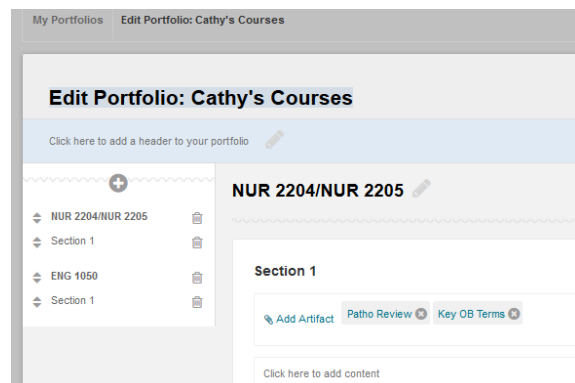 My Portfolios Edit Portfolio: Cathy's Courses
Edit Portfolio: Cathy's Courses
Click here to add a header to your portfolio
NUR 2204/NUR 2205
Section 1
ENG 1050
Section 1
NUR 2204/NUR 2205
Section 1
Add Artifact Patho Review Key OB Terms
Click here to add content